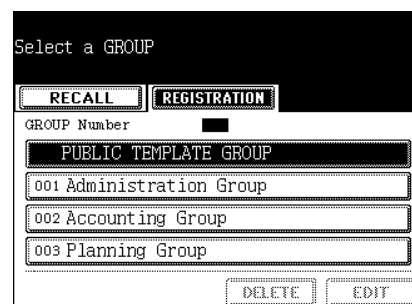 Select a GROUP
RECALL REGISTRATION
GROUP Number
PUBLIC TEMPLATE GROUP
001 Administration Group
002 Accounting Group
003 Planning Group
DELETE EDIT